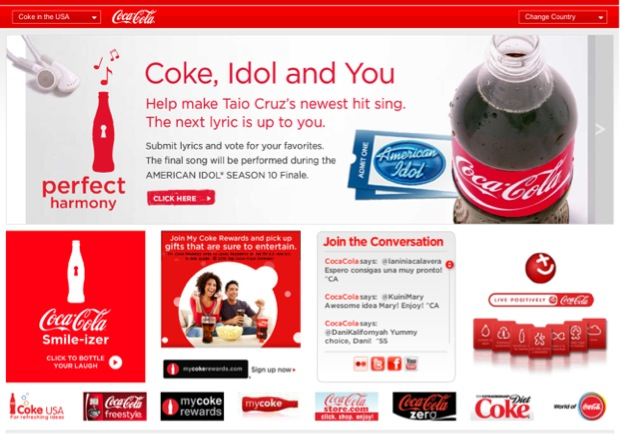 Coke in the USA
Coca-Cola
Change Country
Coke, Idol and You
Help make Taio Cruz's newest hit sing.
The next lyric is up to you.
Submit lyrics and vote for your favorites.
The final song will be performed during the
AMERICAN IDOL® SEASON 10 Finale.
CLICK HERE
perfect
harmony
ADMIT ONE
American
Idol
Coca-Cola
Coca-Cola
Smile-izer
CLICK TO BOTTLE
YOUR LAUGH
Join My Coke Rewards and pick up
gifts that are sure to entertain.
mycokerewards.com
Sign up now
Join the Conversation
CocaCola says: @Ianiniacalavera
Espero consigas una muy pronto!
^CA
CocaCola says: @KuiniMary
Awesome idea Mary! Enjoy! ^CA
CocaCola says:
@DaniKalifornyah Yummy
choice, Dani! ^SS
You
LIVE POSITIVELY Coca-Cola
Coke USA
For refreshing ideas
Coca-Cola
freestyle
mycoke
rewards
mycoke
Coca-Cola
store.com
click. shop. enjoy!
Coca-Cola
zero
Diet
Coke
World of Coca-Cola